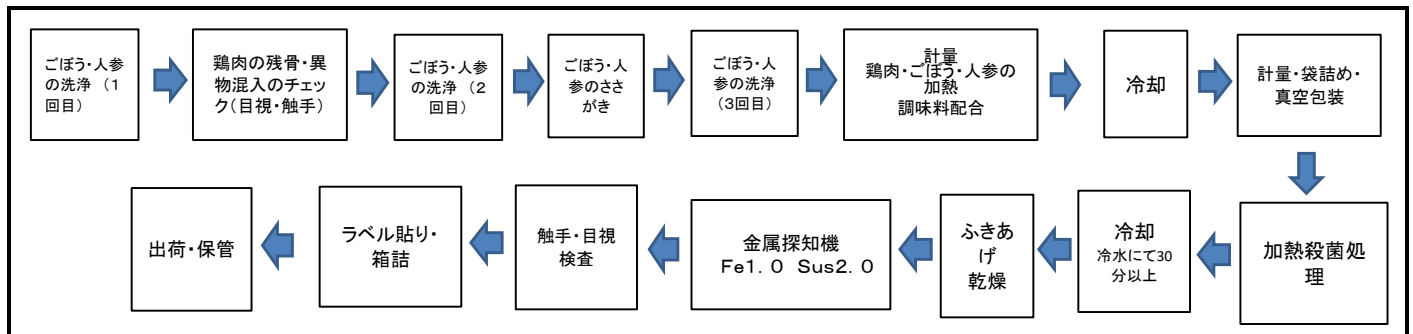 ごぼう・人参
の洗浄 （1
回目）
鶏肉の残骨・異
物混入のチェッ
ク(目視・触手)
ごぼう・人参
の洗浄 （2
回目）
ごぼう・人
参のささ
がき
ごぼう・人
参の洗浄
（3回目）
計量
鶏肉・ごぼう・人参の
加熱
調味料配合
冷却
計量・袋詰め・
真空包装
加熱殺菌処
理
冷却
冷水にて30
分以上
ふきあ
げ
乾燥
金属探知機
Fe1．0 Sus2．0
触手・目視
検査
ラベル貼り・
箱詰
出荷・保管